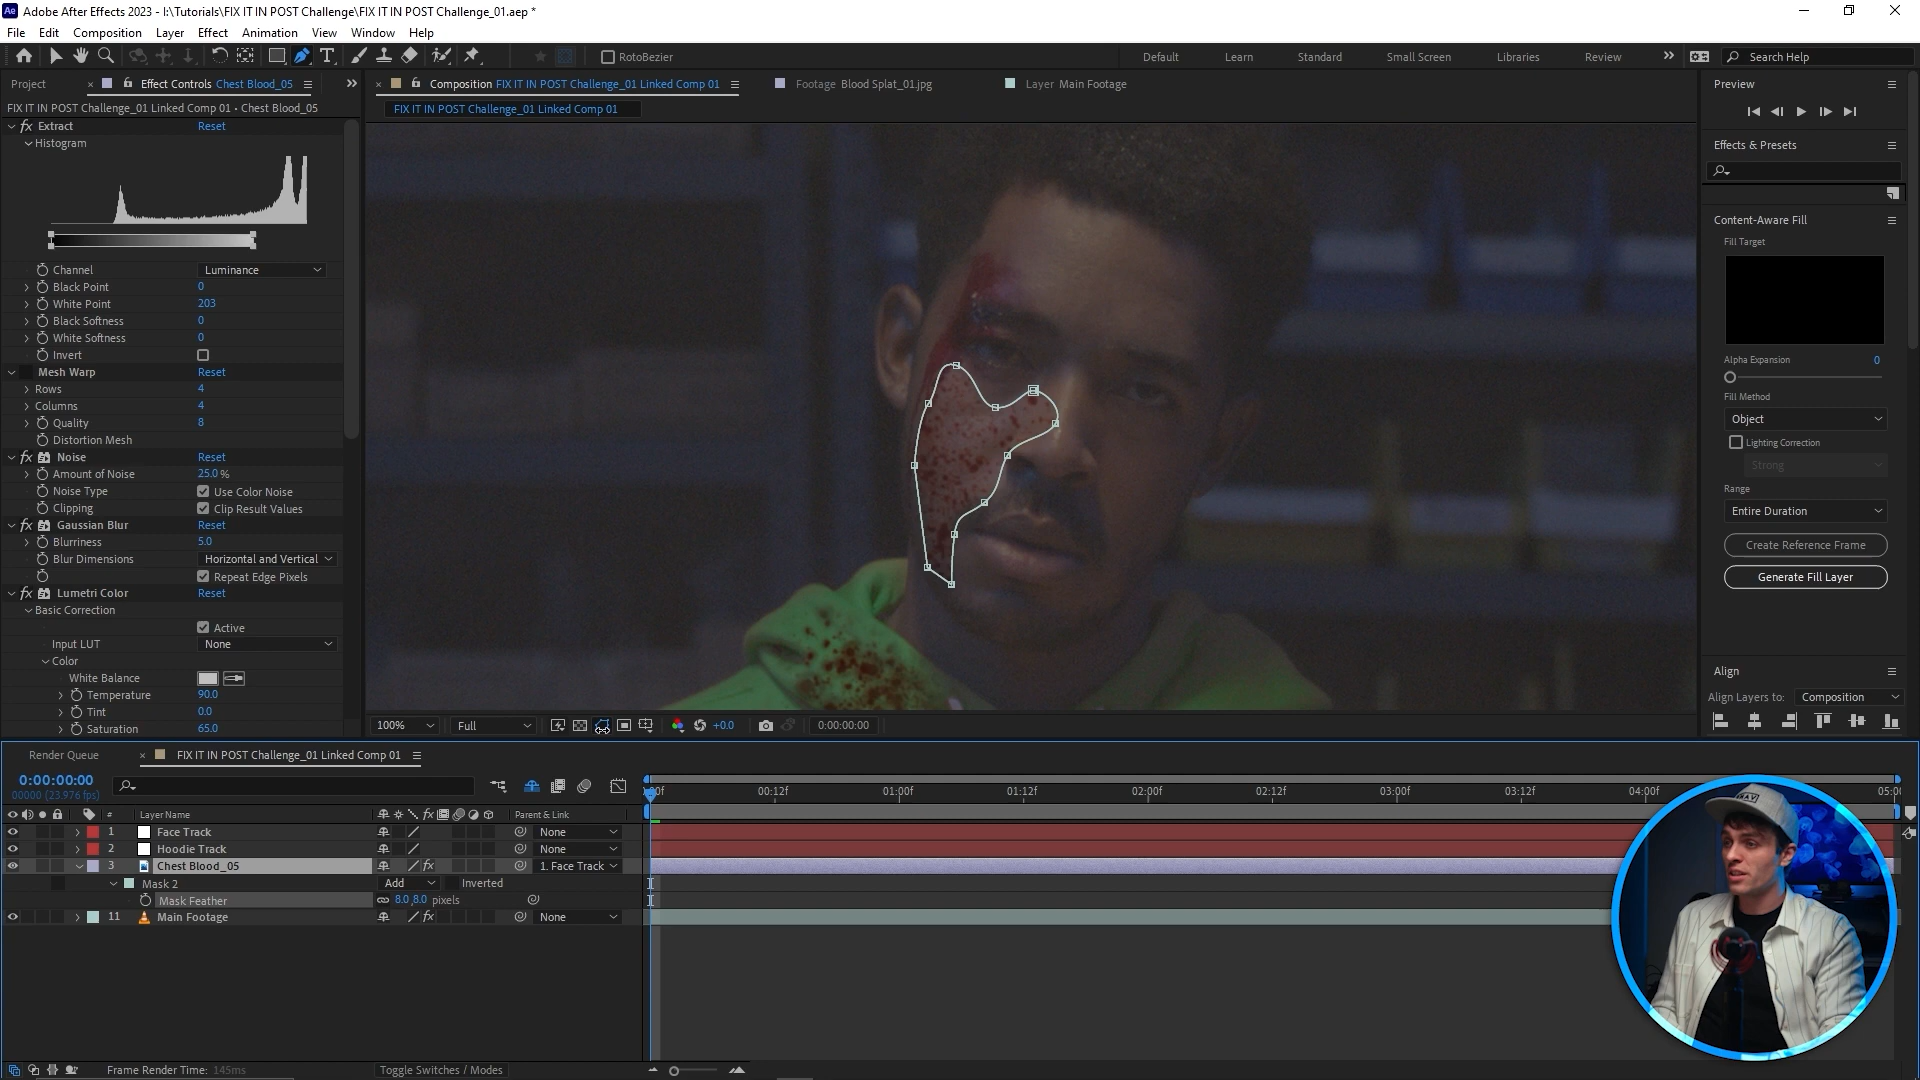 Adobe After Effects 2023 - I:\Tutorials\FIX IT IN POST Challenge\FIX IT IN POST Challenge_01.aep *
File Edit Composition Layer Effect Animation View Window Help
RotoBezier Default Learn Standard Small Screen Libraries Review Search Help
Project Effect Controls Chest Blood_05
FIX IT IN POST Challenge_01 Linked Comp 01 • Chest Blood_05
fx Extract Reset
Histogram
Channel Luminance
Black Point 0
White Point 203
Black Softness 0
White Softness 0
Invert
Mesh Warp Reset
Rows 4
Columns 4
Quality 8
Distortion Mesh
fx Noise Reset
Amount of Noise 25.0 %
Noise Type Use Color Noise
Clipping Clip Result Values
fx Gaussian Blur Reset
Blurriness 5.0
Blur Dimensions Horizontal and Vertical
Repeat Edge Pixels
fx Lumetri Color Reset
Basic Correction
Active
Input LUT None
Color
White Balance
Temperature 90.0
Tint 0.0
Saturation 65.0
Composition FIX IT IN POST Challenge_01 Linked Comp 01 Footage Blood Splat_01.jpg Layer Main Footage
FIX IT IN POST Challenge_01 Linked Comp 01
100% Full +0.0 0:00:00:00
Preview
Effects & Presets
Content-Aware Fill
Fill Target
Alpha Expansion 0
Fill Method
Object
Lighting Correction
Strong
Range
Entire Duration
Create Reference Frame
Generate Fill Layer
Align
Align Layers to: Composition
Render Queue FIX IT IN POST Challenge_01 Linked Comp 01
0:00:00:00
00000 (23.976 fps)
:00f 00:12f 01:00f 01:12f 02:00f 02:12f 03:00f 03:12f 04:00f 05:00
# Layer Name fx Parent & Link
1 Face Track None
2 Hoodie Track None
3 Chest Blood_05 fx 1. Face Track
Mask 2 Add Inverted
Mask Feather 8.0,8.0 pixels
11 Main Footage fx None
Frame Render Time: 145ms Toggle Switches / Modes